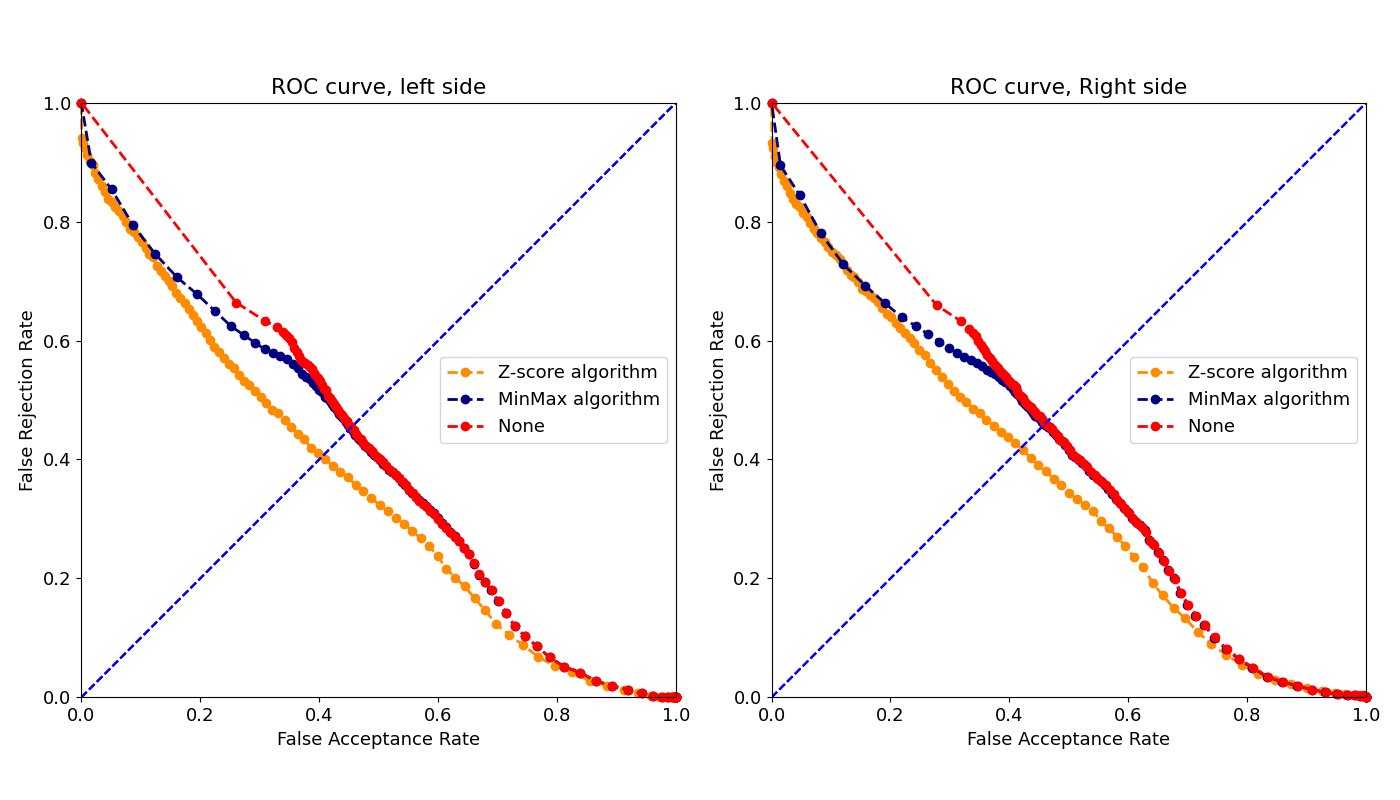 ROC curve, left side
1.0
0.8
0.6
0.4
0.2
0.0
False Rejection Rate
Z-score algorithm
MinMax algorithm
None
0.0 0.2 0.4 0.6 0.8 1.0
False Acceptance Rate
ROC curve, Right side
1.0
0.8
0.6
0.4
0.2
0.0
False Rejection Rate
Z-score algorithm
MinMax algorithm
None
0.0 0.2 0.4 0.6 0.8 1.0
False Acceptance Rate